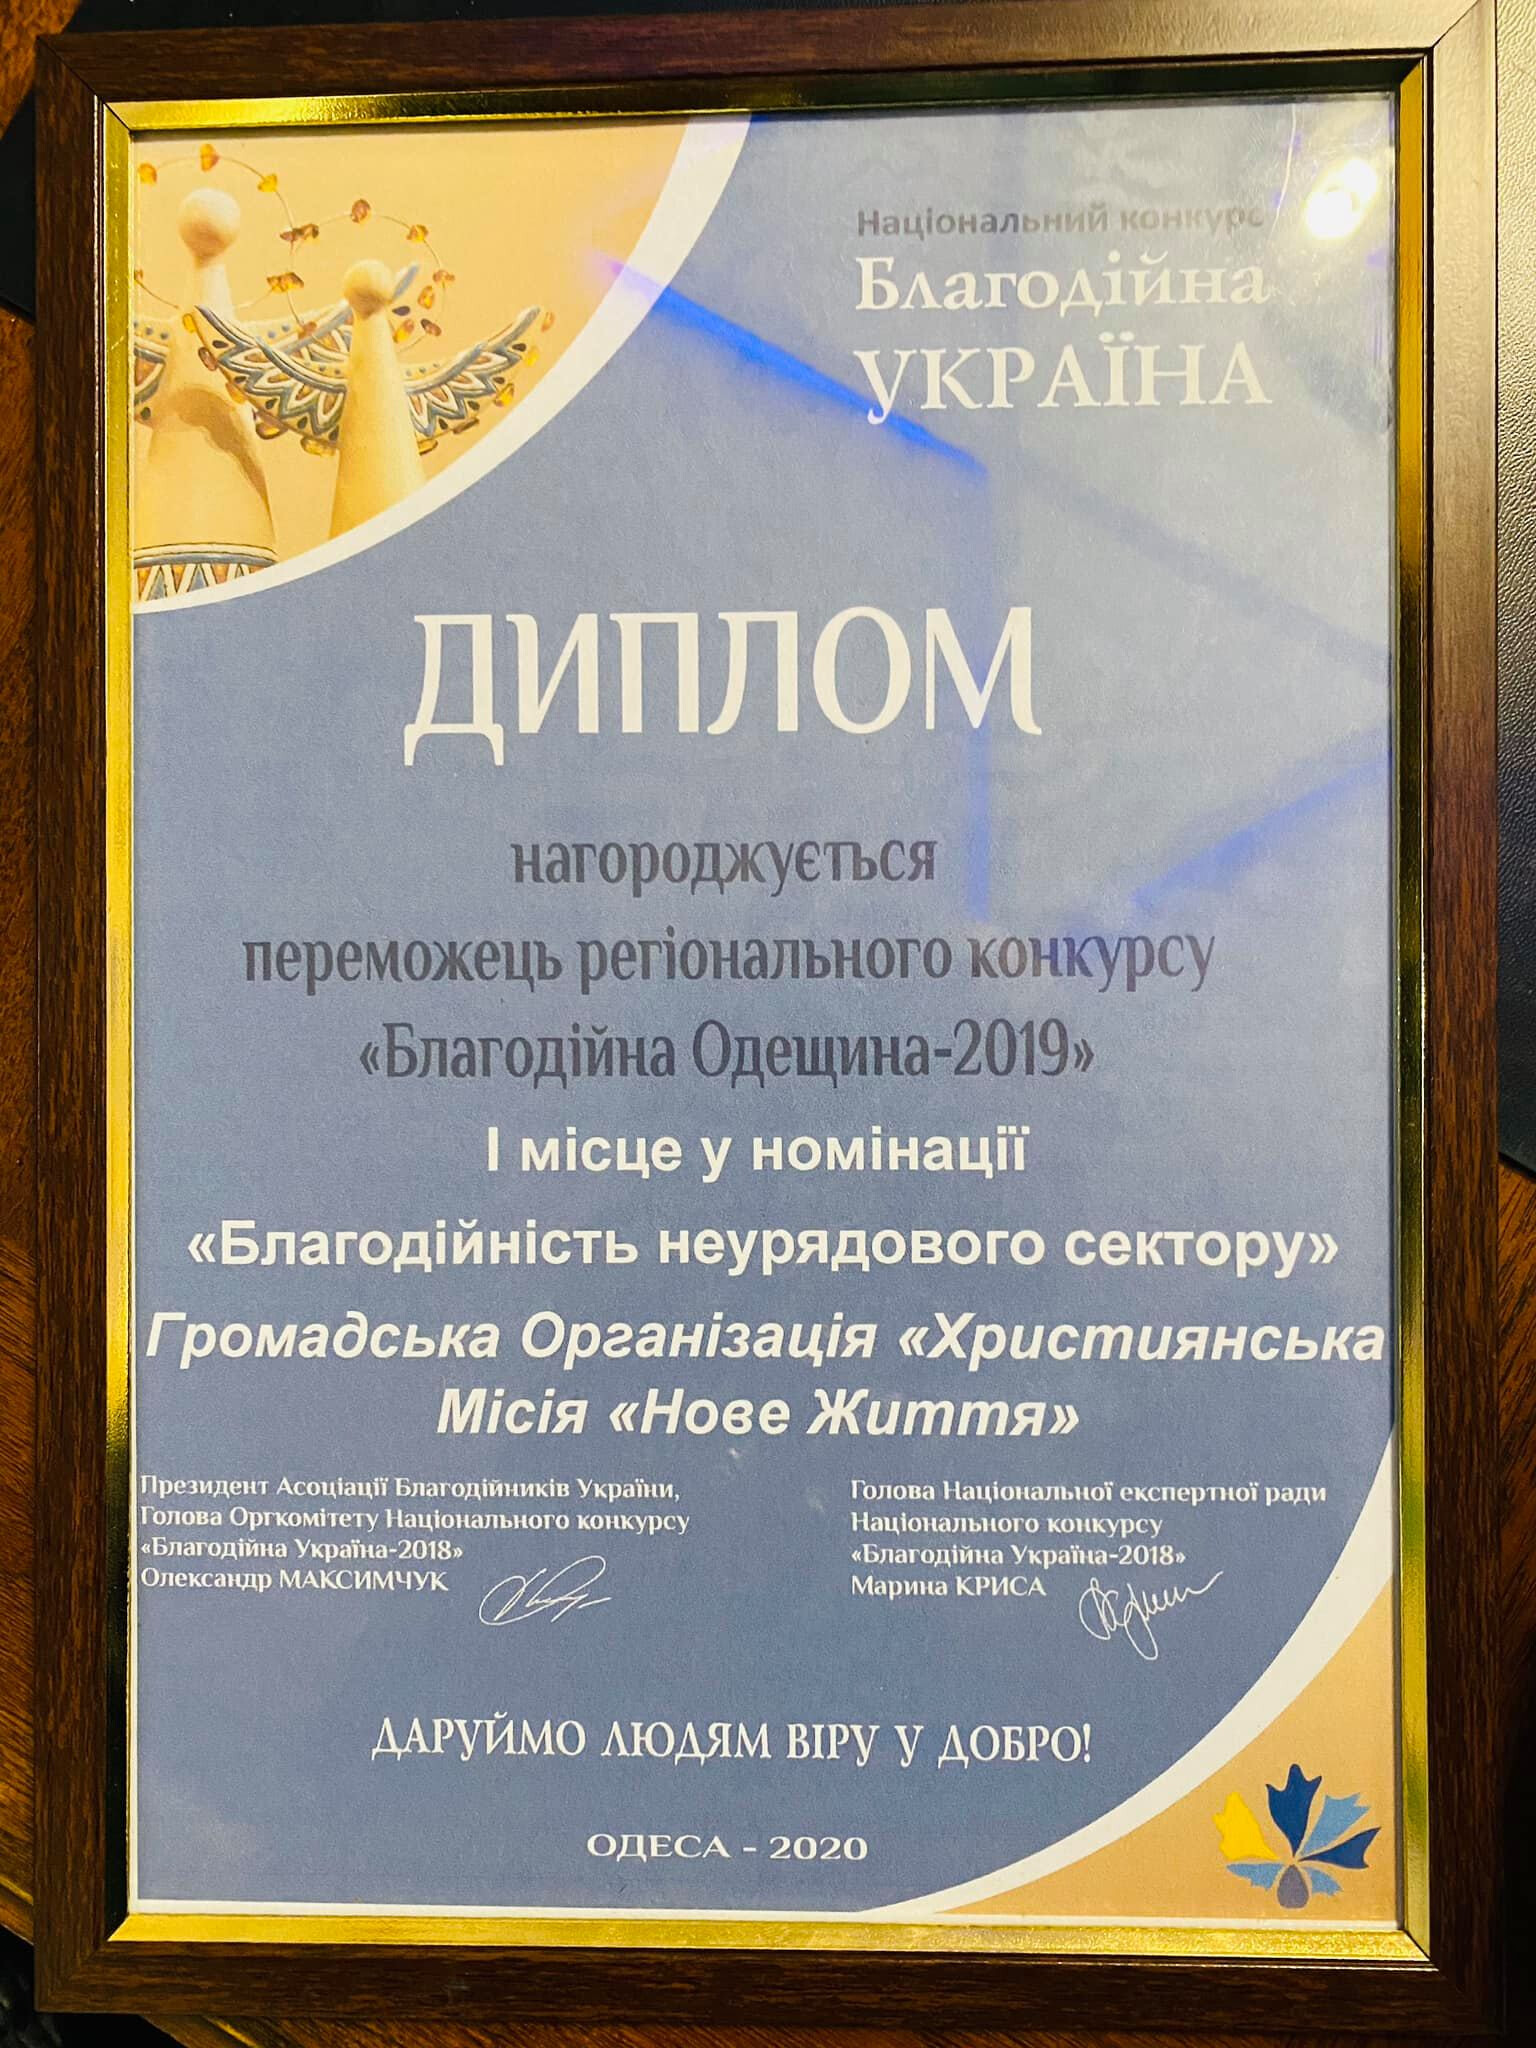 Національний конкурс
Благодійна
УКРАЇНА
ДИПЛОМ
нагороджується
переможець регіонального конкурсу
«Благодійна Одещина-2019»
І місце у номінації
«Благодійність неурядового сектору»
Громадська Організація «Християнська
Місія «Нове Життя»
Президент Асоціації Благодійників України,
Голова Оргкомітету Національного конкурсу
«Благодійна Україна-2018»
Олександр МАКСИМЧУК
Голова Національної експертної ради
Національного конкурсу
«Благодійна Україна-2018»
Марина КРИСА
ДАРУЙМО ЛЮДЯМ ВІРУ У ДОБРО!
ОДЕСА - 2020